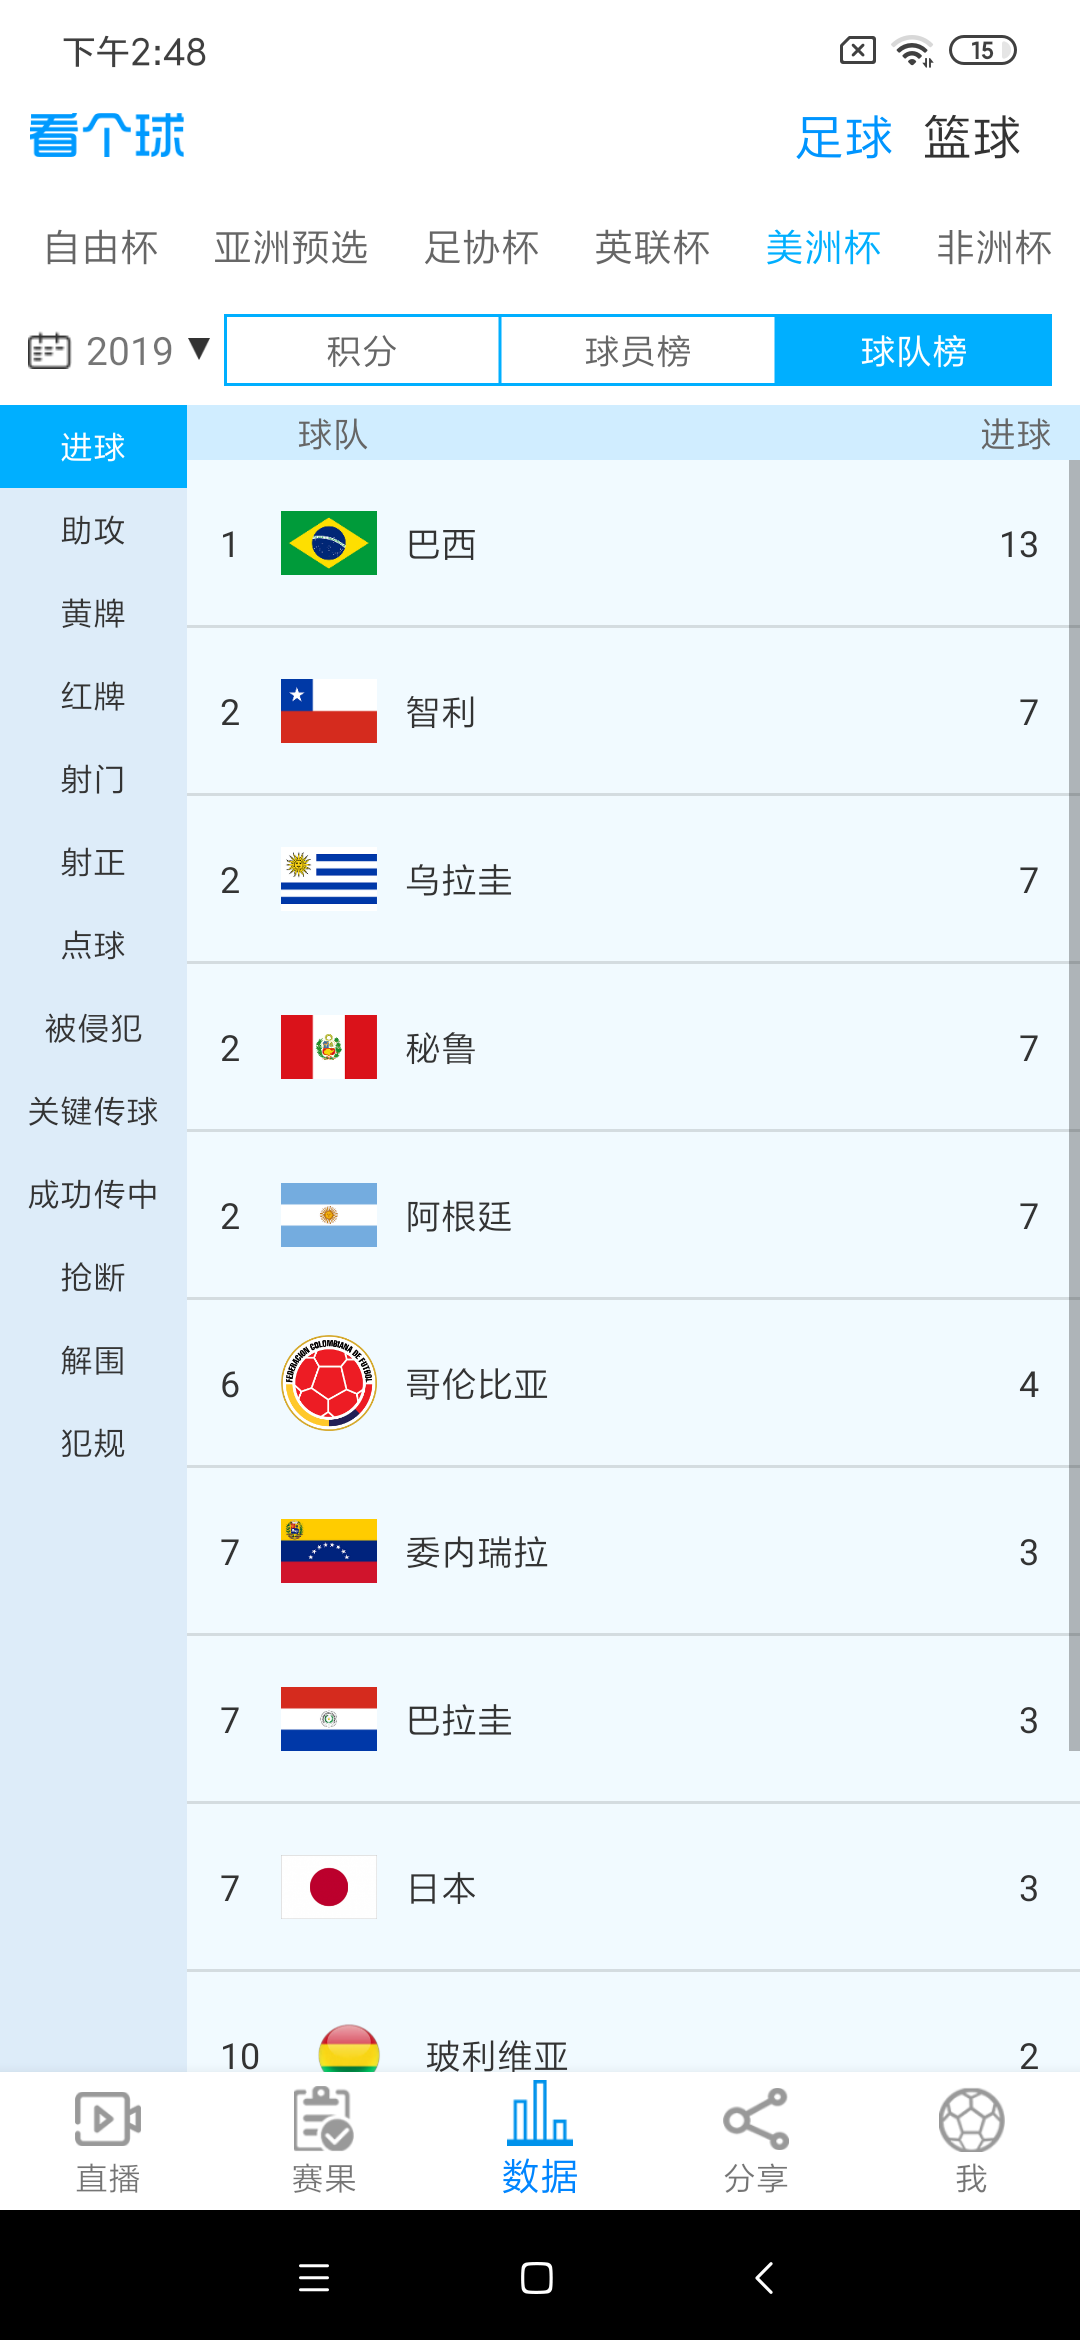 下午2:48
15
看个球
足球 篮球
自由杯 亚洲预选 足协杯 英联杯 美洲杯 非洲杯
2019 ▼ 积分 球员榜 球队榜
进球
助攻
黄牌
红牌
射门
射正
点球
被侵犯
关键传球
成功传中
抢断
解围
犯规
球队 进球
1 巴西 13
2 智利 7
2 乌拉圭 7
2 秘鲁 7
2 阿根廷 7
6 FEDERACION COLOMBIANA DE FUTBOL 哥伦比亚 4
7 委内瑞拉 3
7 巴拉圭 3
7 日本 3
10 玻利维亚 2
直播 赛果 数据 分享 我